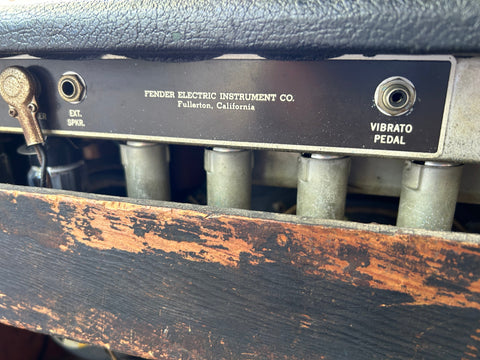 FENDER ELECTRIC INSTRUMENT CO.
Fullerton, California
EXT.
SPKR.
VIBRATO
PEDAL